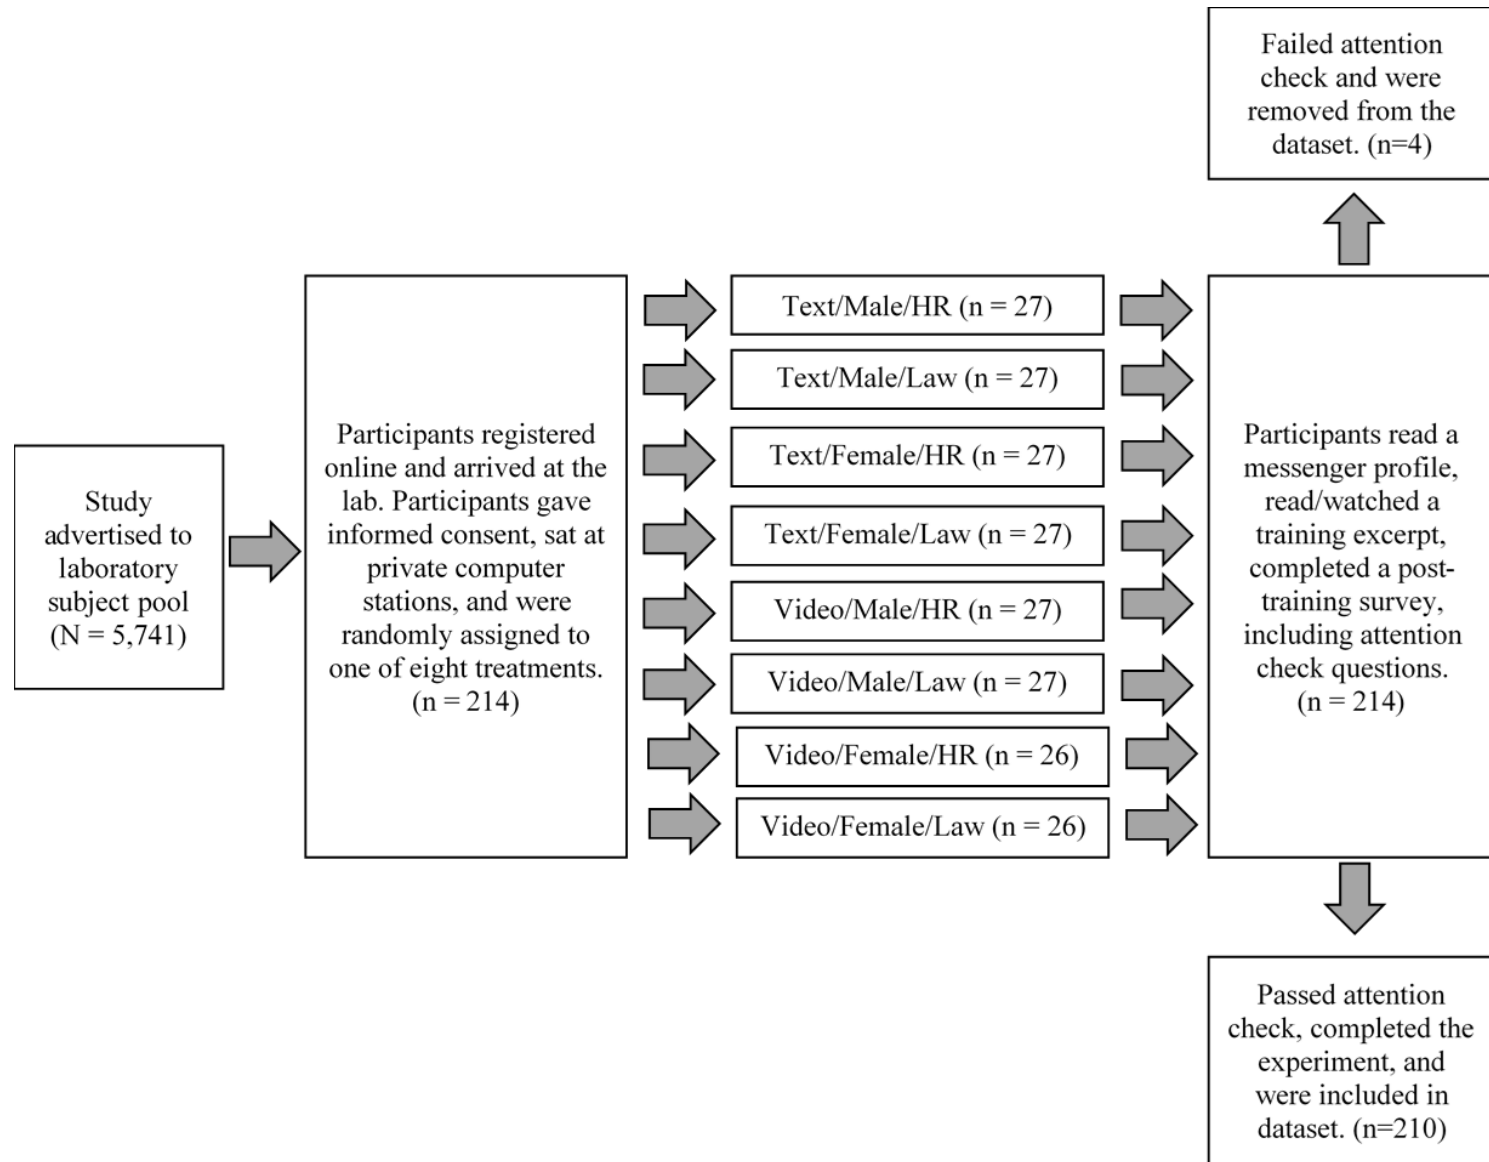 Study
advertised to
laboratory
subject pool
(N = 5,741)
Participants registered
online and arrived at the
lab. Participants gave
informed consent, sat at
private computer
stations, and were
randomly assigned to
one of eight treatments.
(n = 214)
Text/Male/HR (n = 27)
Text/Male/Law (n = 27)
Text/Female/HR (n = 27)
Text/Female/Law (n = 27)
Video/Male/HR (n = 27)
Video/Male/Law (n = 27)
Video/Female/HR (n = 26)
Video/Female/Law (n = 26)
Participants read a
messenger profile,
read/watched a
training excerpt,
completed a post-
training survey,
including attention
check questions.
(n = 214)
Failed attention
check and were
removed from the
dataset. (n=4)
Passed attention
check, completed the
experiment, and
were included in
dataset. (n=210)